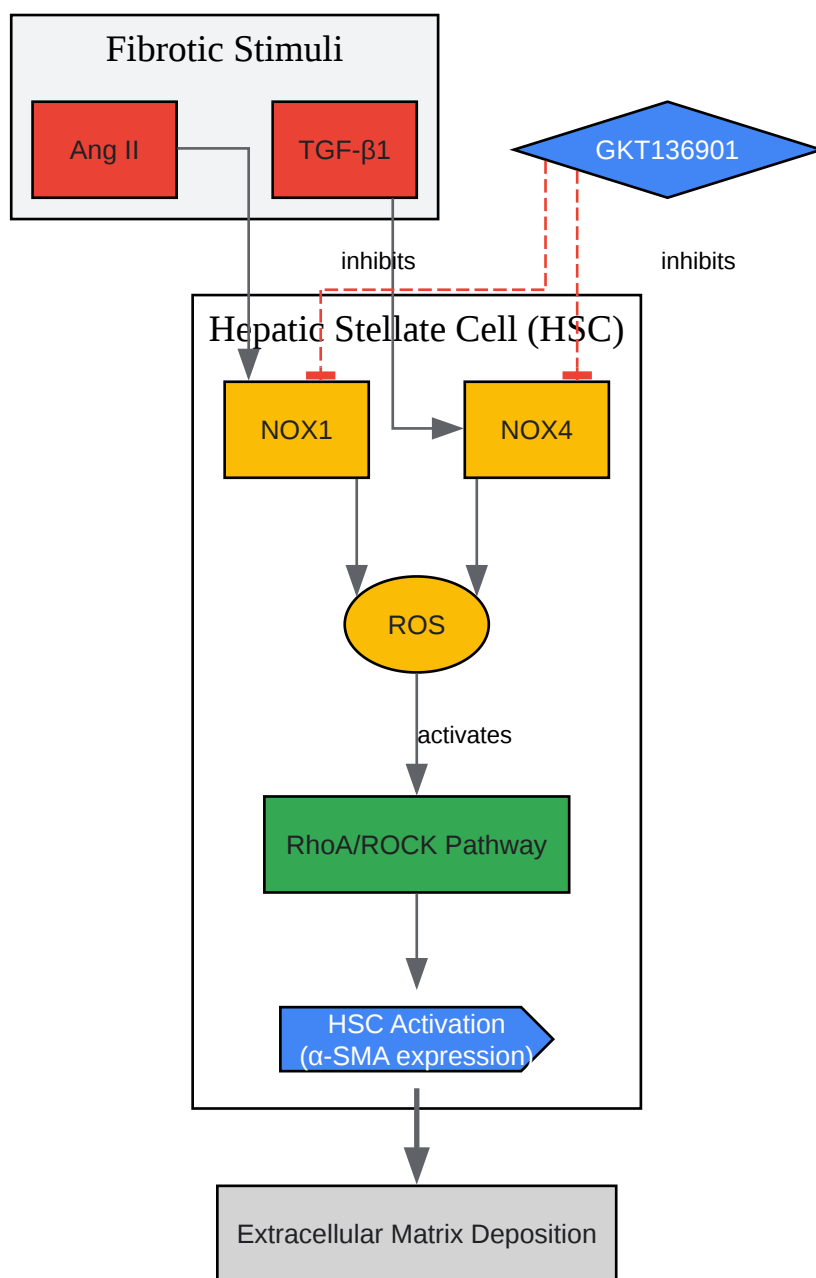 Fibrotic Stimuli
Ang II
TGF-β1
GKT136901
inhibits
inhibits
Hepatic Stellate Cell (HSC)
NOX1
NOX4
ROS
activates
RhoA/ROCK Pathway
HSC Activation
(α-SMA expression)
Extracellular Matrix Deposition